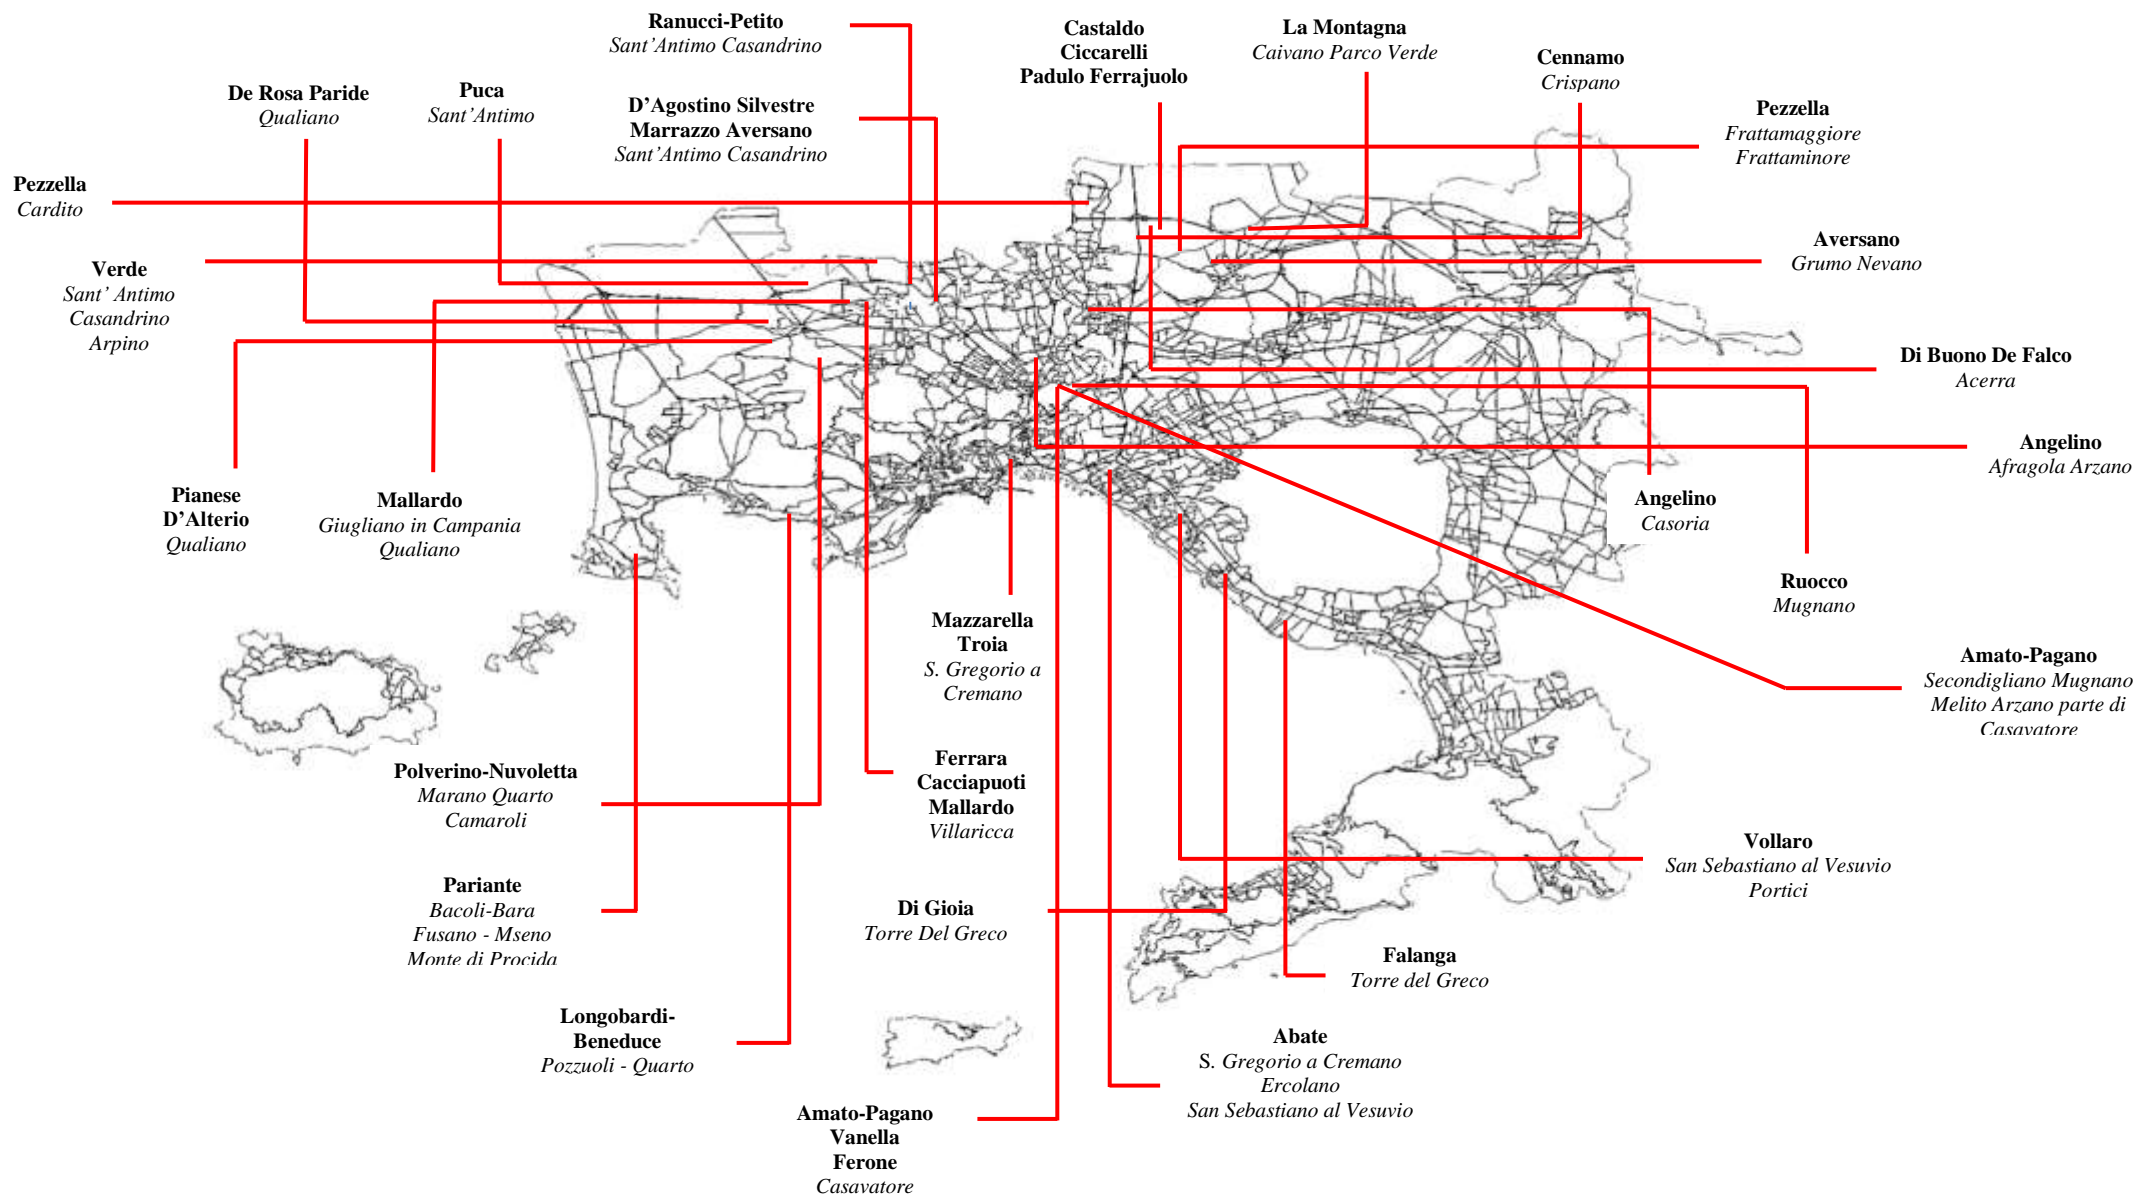 Ranucci-Petito
Sant’Antimo Casandrino
Castaldo
Ciccarelli
Padulo Ferrajuolo
La Montagna
Caivano Parco Verde
Cennamo
Crispano
De Rosa Paride
Qualiano
Puca
Sant’Antimo
D’Agostino Silvestre
Marrazzo Aversano
Sant’Antimo Casandrino
Pezzella
Frattamaggiore
Frattaminore
Pezzella
Cardito
Aversano
Grumo Nevano
Verde
Sant’ Antimo
Casandrino
Arpino
Di Buono De Falco
Acerra
Angelino
Afragola Arzano
Pianese
D’Alterio
Qualiano
Mallardo
Giugliano in Campania
Qualiano
Angelino
Casoria
Ruocco
Mugnano
Mazzarella
Troia
S. Gregorio a
Cremano
Amato-Pagano
Secondigliano Mugnano
Melito Arzano parte di
Casavatore
Polverino-Nuvoletta
Marano Quarto
Camaroli
Ferrara
Cacciapuoti
Mallardo
Villaricca
Vollaro
San Sebastiano al Vesuvio
Portici
Pariante
Bacoli-Bara
Fusano - Mseno
Monte di Procida
Di Gioia
Torre Del Greco
Falanga
Torre del Greco
Longobardi-
Beneduce
Pozzuoli - Quarto
Abate
S. Gregorio a Cremano
Ercolano
San Sebastiano al Vesuvio
Amato-Pagano
Vanella
Ferone
Casavatore